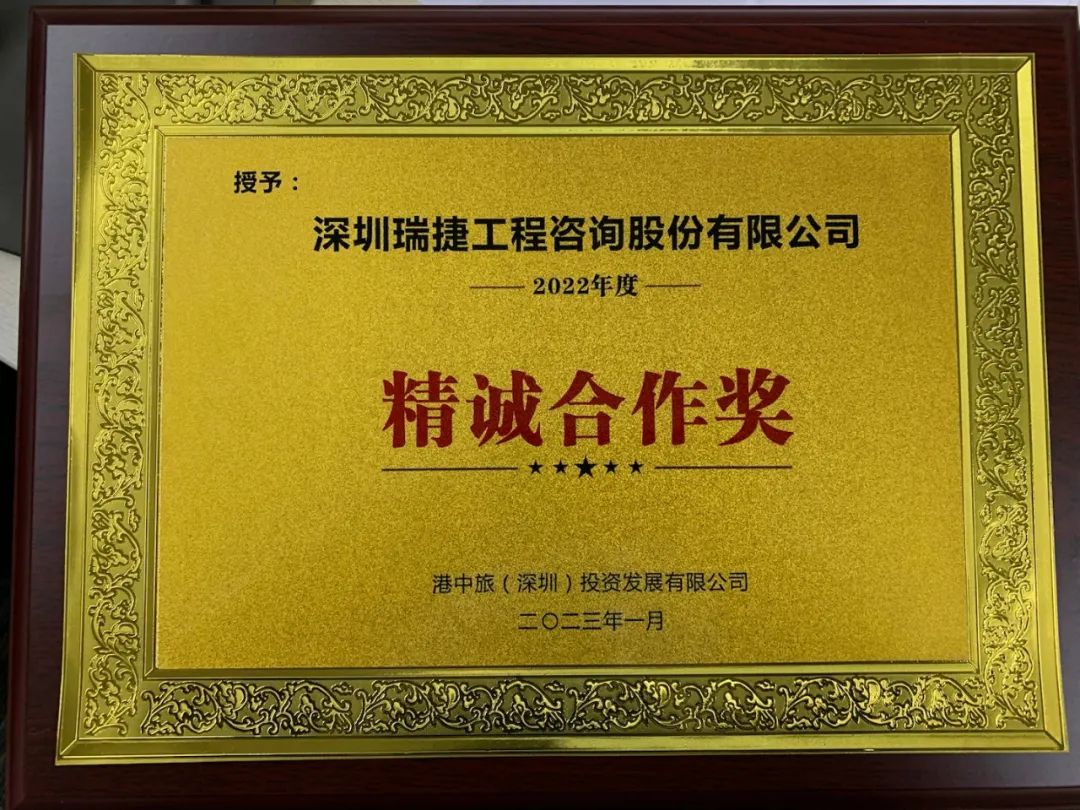 授予：
深圳瑞捷工程咨询股份有限公司
2022年度
精诚合作奖
港中旅（深圳）投资发展有限公司
二〇二三年一月